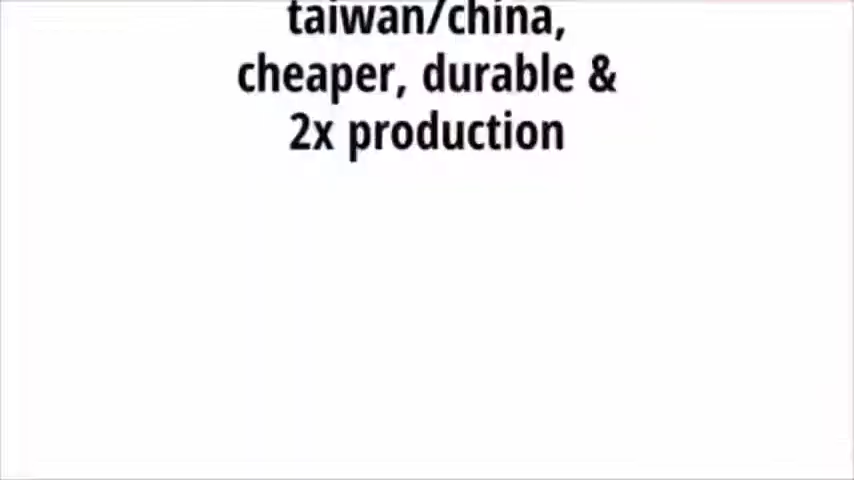 taiwan/china,
cheaper, durable &
2x production